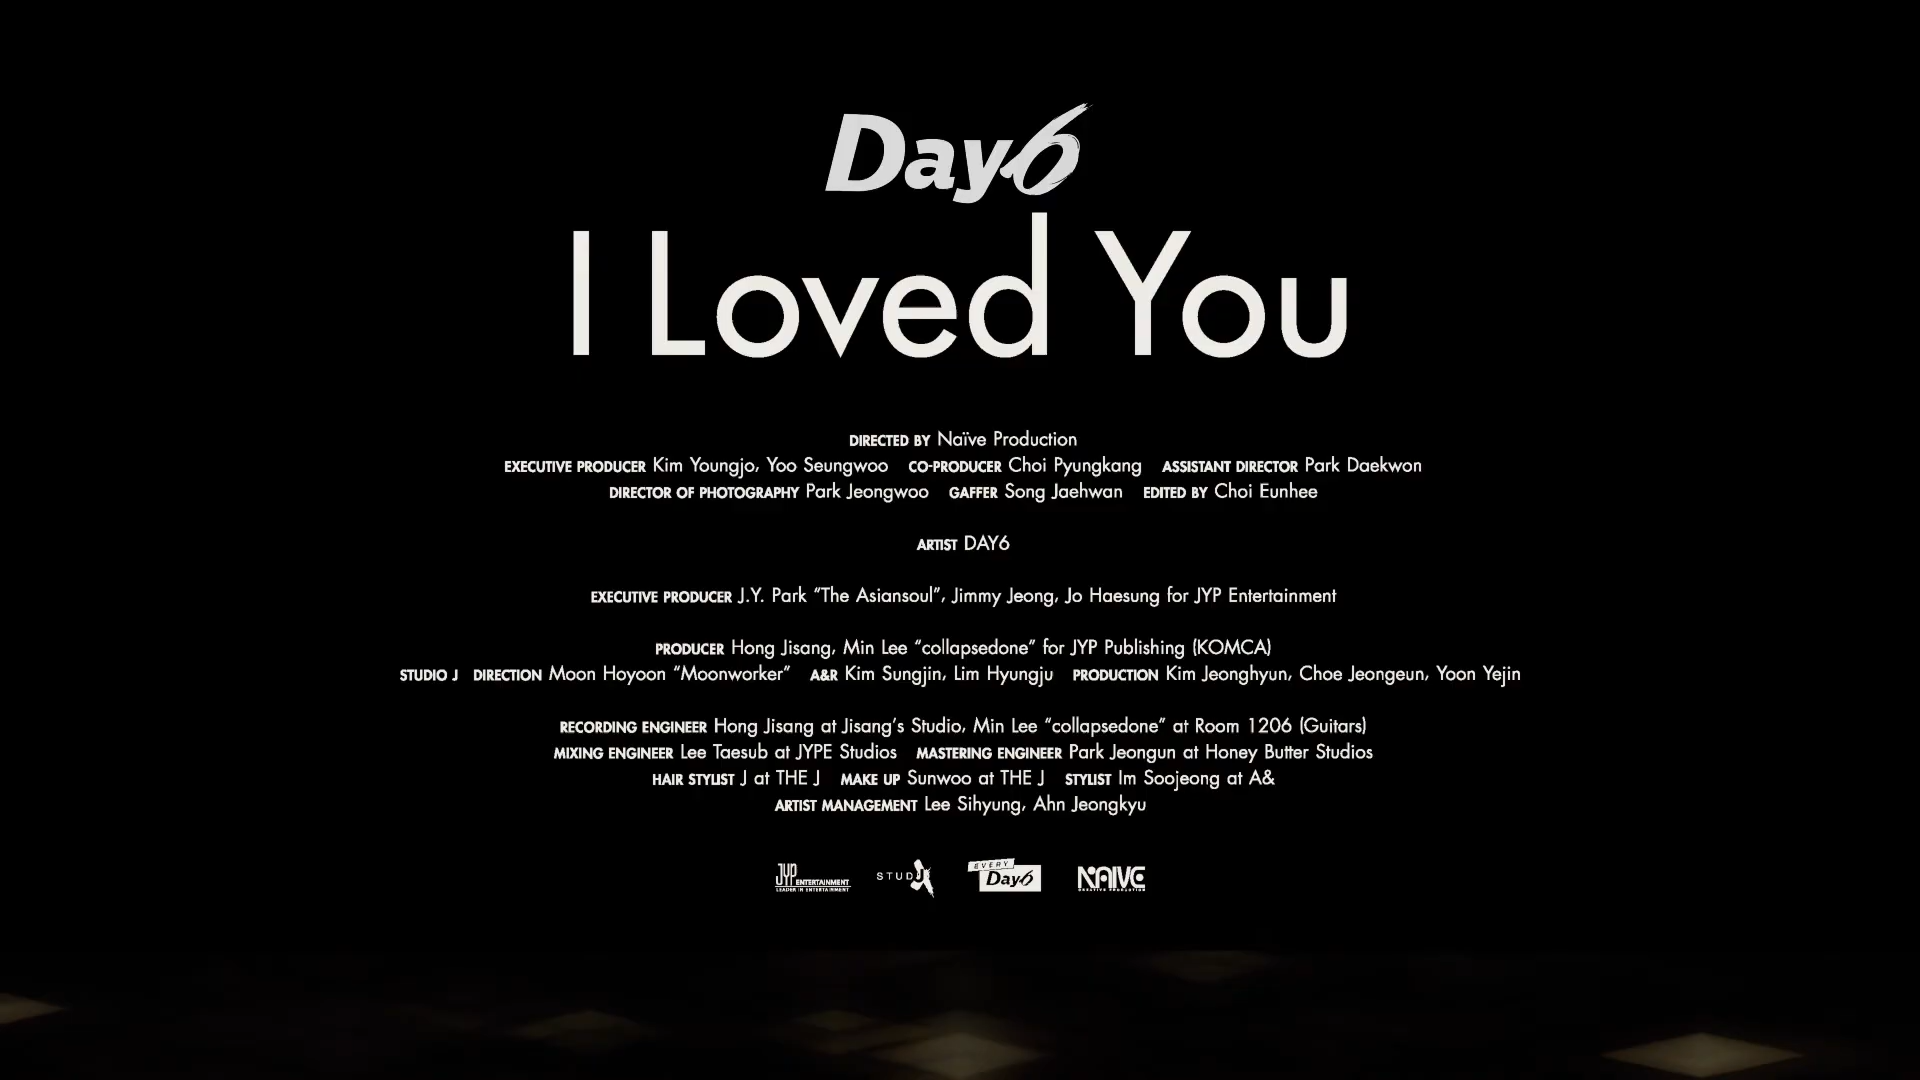 Day6
I Loved You
DIRECTED BY Naïve Production
EXECUTIVE PRODUCER Kim Youngjo, Yoo Seungwoo CO-PRODUCER Choi Pyungkang ASSISTANT DIRECTOR Park Daekwon
DIRECTOR OF PHOTOGRAPHY Park Jeongwoo GAFFER Song Jaehwan EDITED BY Choi Eunhee
ARTIST DAY6
EXECUTIVE PRODUCER J.Y. Park “The Asiansoul”, Jimmy Jeong, Jo Haesung for JYP Entertainment
PRODUCER Hong Jisang, Min Lee “collapsedone” for JYP Publishing (KOMCA)
STUDIO J DIRECTION Moon Hoyoon “Moonworker” A&R Kim Sungjin, Lim Hyungju PRODUCTION Kim Jeonghyun, Choe Jeongeun, Yoon Yejin
RECORDING ENGINEER Hong Jisang at Jisang’s Studio, Min Lee “collapsedone” at Room 1206 (Guitars)
MIXING ENGINEER Lee Taesub at JYPE Studios MASTERING ENGINEER Park Jeongun at Honey Butter Studios
HAIR STYLIST J at THE J MAKE UP Sunwoo at THE J STYLIST Im Soojeong at A&
ARTIST MANAGEMENT Lee Sihyung, Ahn Jeongkyu
JYP ENTERTAINMENT STUDIO J EVERY Day6 NAIVE
LEADER IN ENTERTAINMENT CREATIVE PRODUCTION